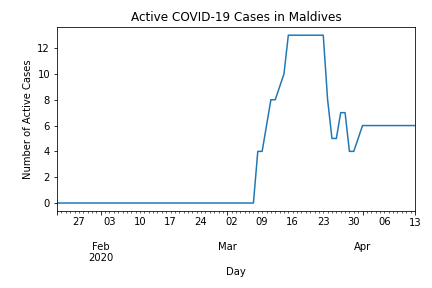 Active COVID-19 Cases in Maldives
12
10
8
6
4
2
0
Number of Active Cases
27 03 10 17 24 02 09 16 23 30 06 13
Feb Mar Apr
2020
Day